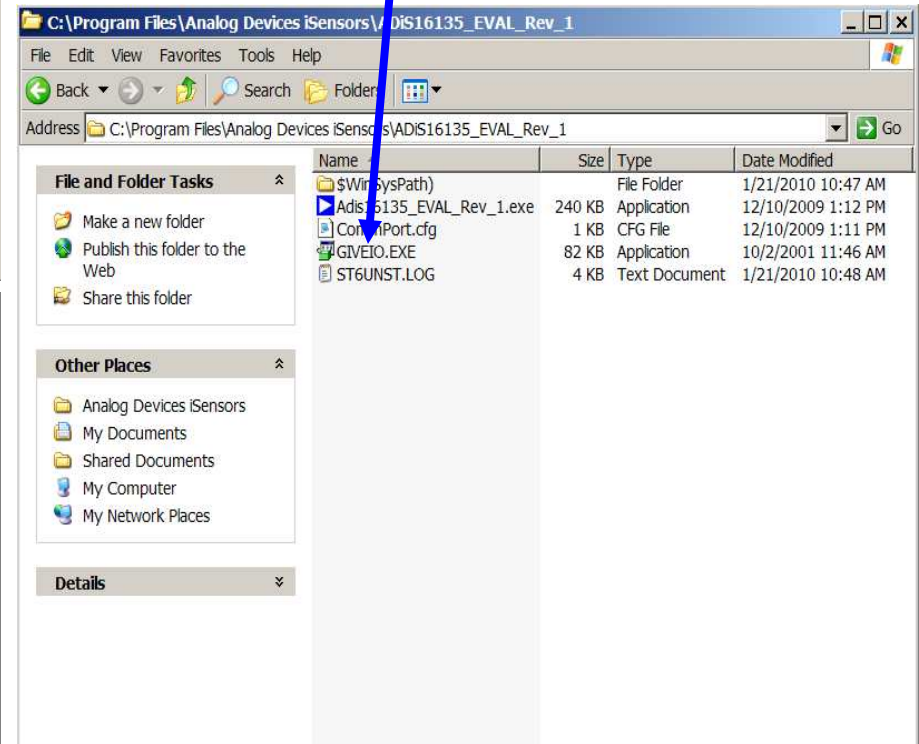 C:\Program Files\Analog Devices iSensors\ADiS16135_EVAL_Rev_1
File Edit View Favorites Tools Help
Back Search Folders
Address C:\Program Files\Analog Devices iSensors\ADiS16135_EVAL_Rev_1 Go
Name Size Type Date Modified
$WinSysPath) File Folder 1/21/2010 10:47 AM
Adis16135_EVAL_Rev_1.exe 240 KB Application 12/10/2009 1:12 PM
CommPort.cfg 1 KB CFG File 12/10/2009 1:11 PM
GIVEIO.EXE 82 KB Application 10/2/2001 11:46 AM
ST6UNST.LOG 4 KB Text Document 1/21/2010 10:48 AM
File and Folder Tasks
Make a new folder
Publish this folder to the
Web
Share this folder
Other Places
Analog Devices iSensors
My Documents
Shared Documents
My Computer
My Network Places
Details